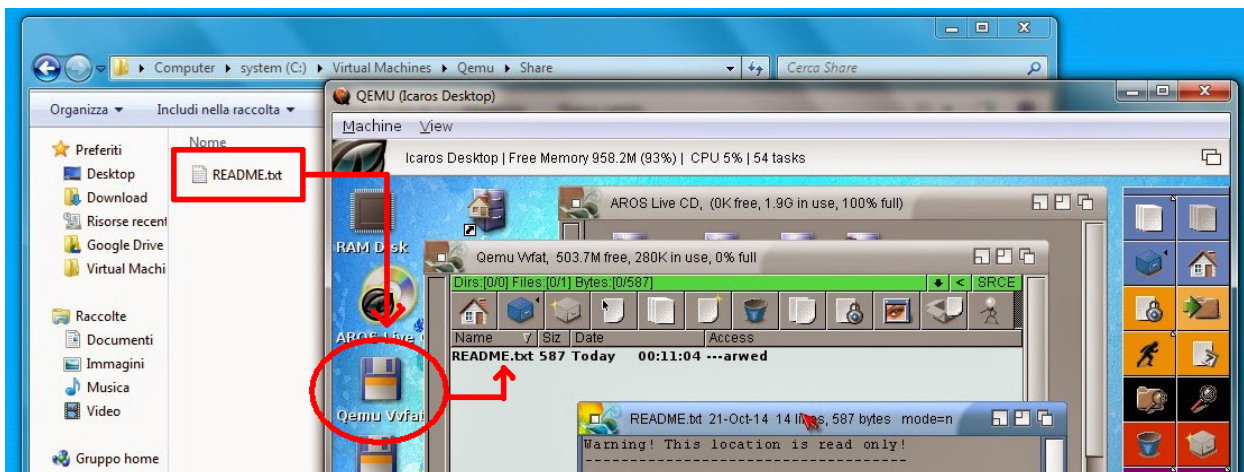 Computer ▸ system (C:) ▸ Virtual Machines ▸ Qemu ▸ Share
Cerca Share
Organizza
Includi nella raccolta
Preferiti
Desktop
Download
Risorse recent
Google Drive
Virtual Machi
Raccolte
Documenti
Immagini
Musica
Video
Gruppo home
Nome
README.txt
QEMU (Icaros Desktop)
Machine View
Icaros Desktop | Free Memory 958.2M (93%) | CPU 5% | 54 tasks
RAM Disk
AROS Live
Qemu Vvfat
AROS Live CD, (0K free, 1.9G in use, 100% full)
Qemu Vvfat, 503.7M free, 280K in use, 0% full
Dirs:[0/0] Files:[0/1] Bytes:[0/587]
SRCE
Name Siz Date Access
README.txt 587 Today 00:11:04 ---arwed
README.txt 21-Oct-14 14 lines, 587 bytes mode=n
Warning! This location is read only!
-------------------------------------